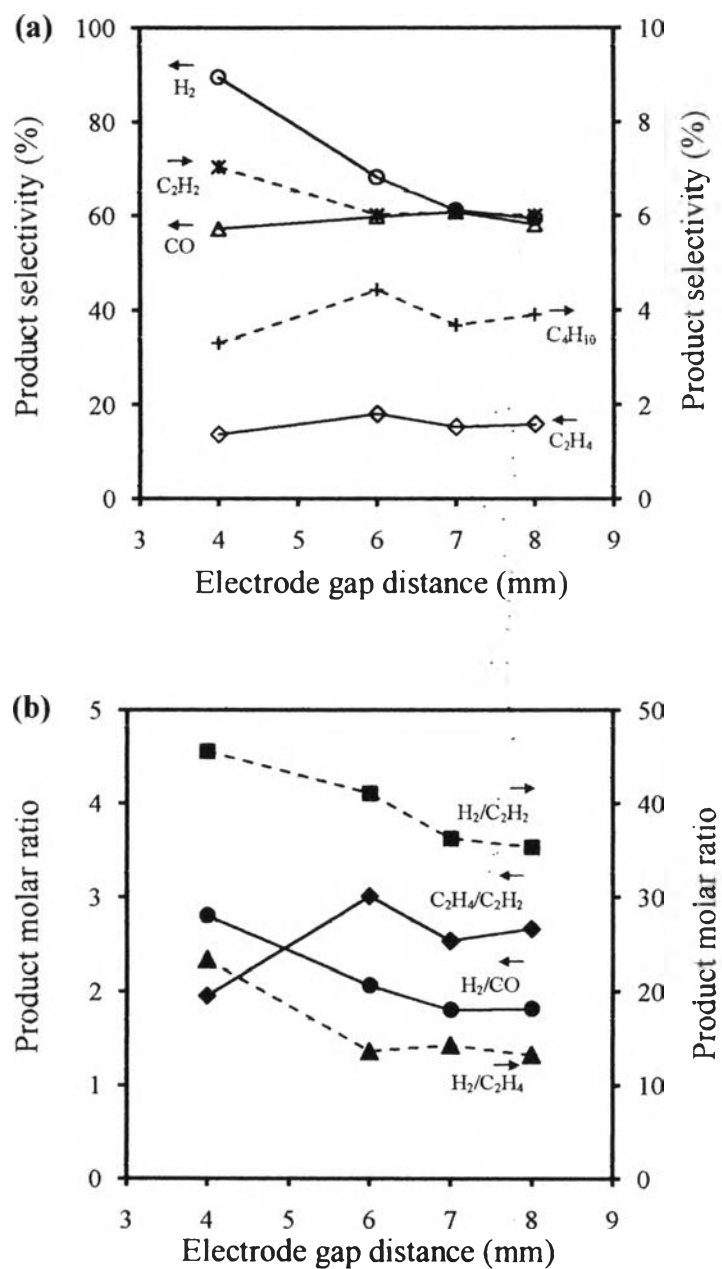 (a)
100
80
60
40
20
0
10
8
6
4
2
0
H₂
C₂H₂
CO
C₄H₁₀
C₂H₄
Product selectivity (%)
Product selectivity (%)
3 4 5 6 7 8 9
Electrode gap distance (mm)
(b)
5
4
3
2
1
0
50
40
30
20
10
0
H₂/C₂H₂
C₂H₄/C₂H₂
H₂/CO
H₂/C₂H₄
Product molar ratio
Product molar ratio
3 4 5 6 7 8 9
Electrode gap distance (mm)